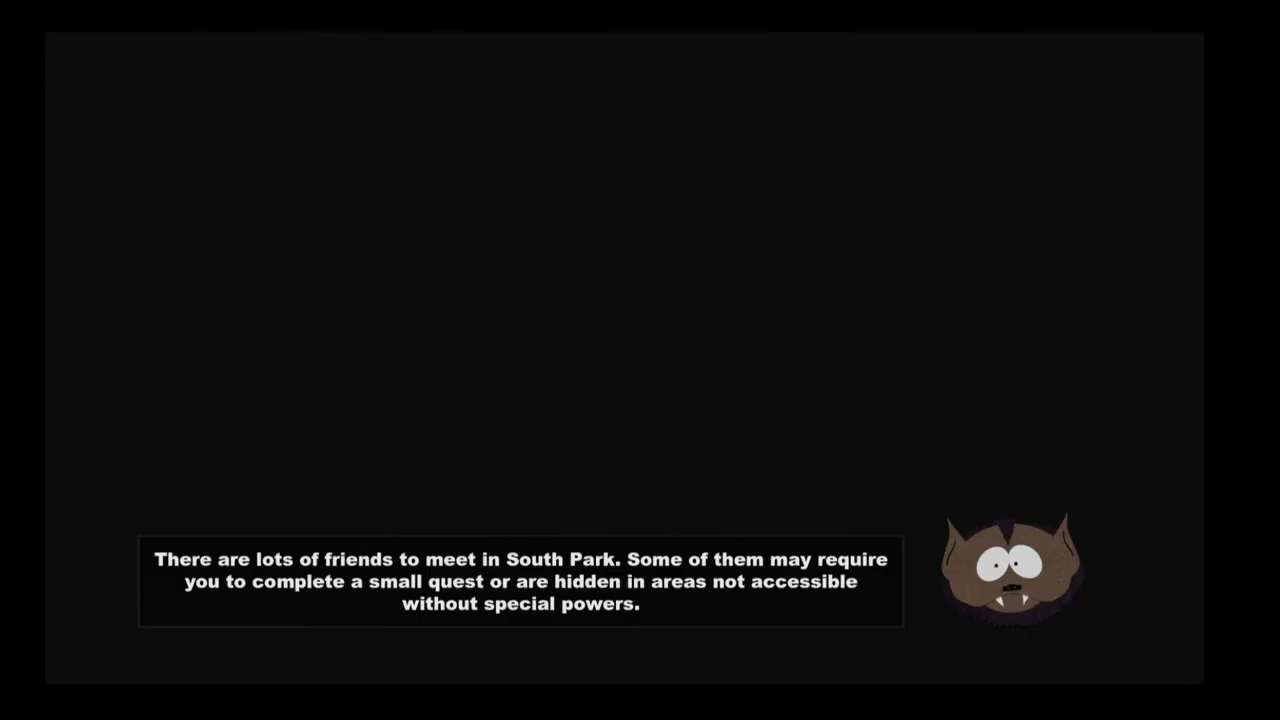 There are lots of friends to meet in South Park. Some of them may require
you to complete a small quest or are hidden in areas not accessible
without special powers.